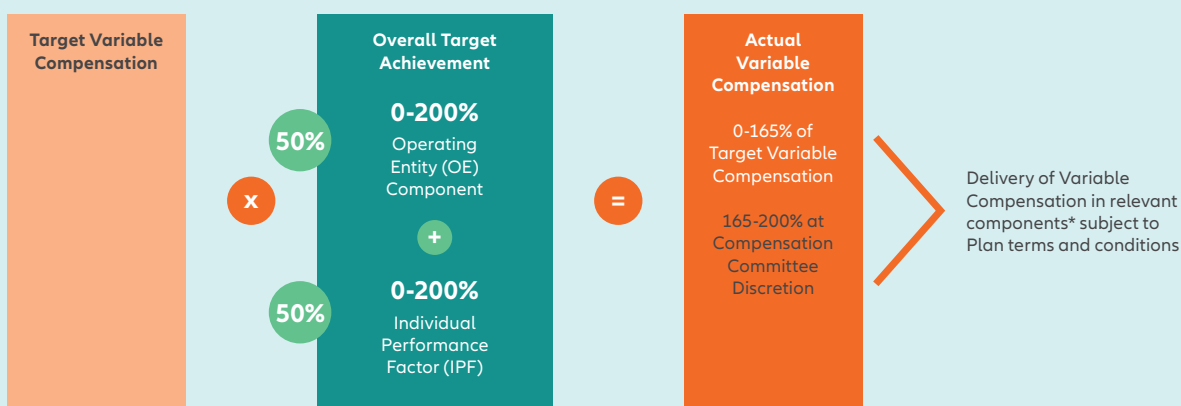 Target Variable
Compensation
x
50%
50%
Overall Target
Achievement
0-200%
Operating
Entity (OE)
Component
+
0-200%
Individual
Performance
Factor (IPF)
=
Actual
Variable
Compensation
0-165% of
Target Variable
Compensation
165-200% at
Compensation
Committee
Discretion
Delivery of Variable
Compensation in relevant
components* subject to
Plan terms and conditions